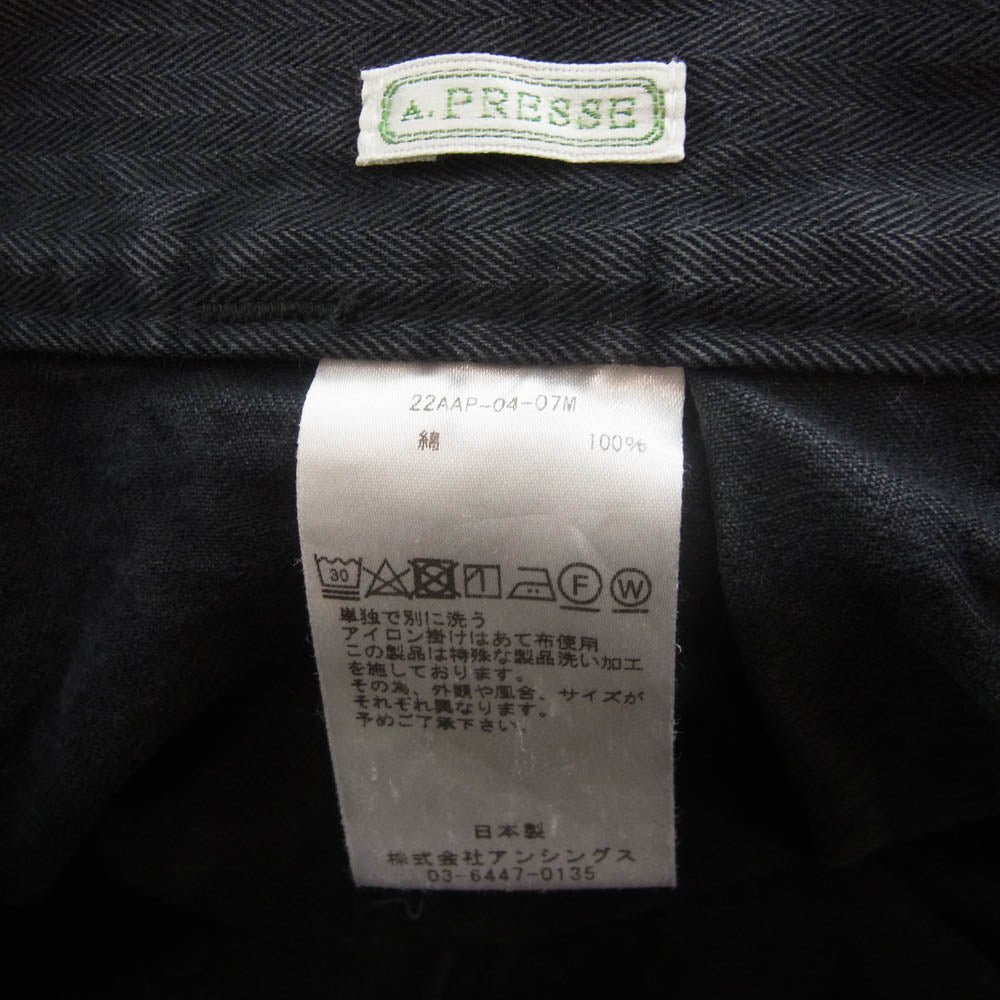 A. PRESSE
22AAP-04-07M
綿 100%
30 F W
単独で別に洗う
アイロン掛けはあて布使用
この製品は特殊な製品洗い加工
を施しております。
その為、外観や風合、サイズが
それぞれ異なります。
予めご了承下さい。
日本製
株式会社アンシングス
03-6447-0135